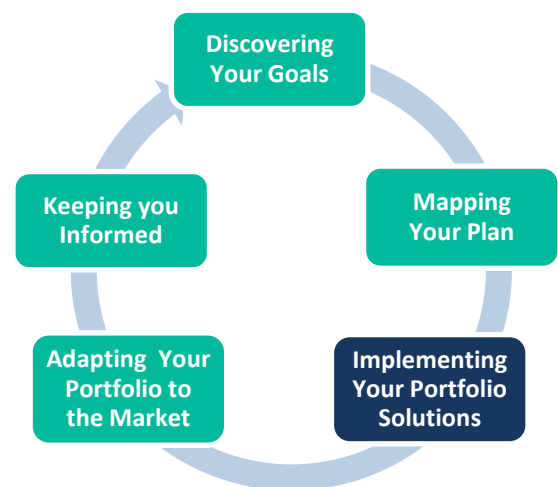 Discovering
Your Goals
Mapping
Your Plan
Implementing
Your Portfolio
Solutions
Adapting  Your
Portfolio to
the Market
Keeping you
Informed